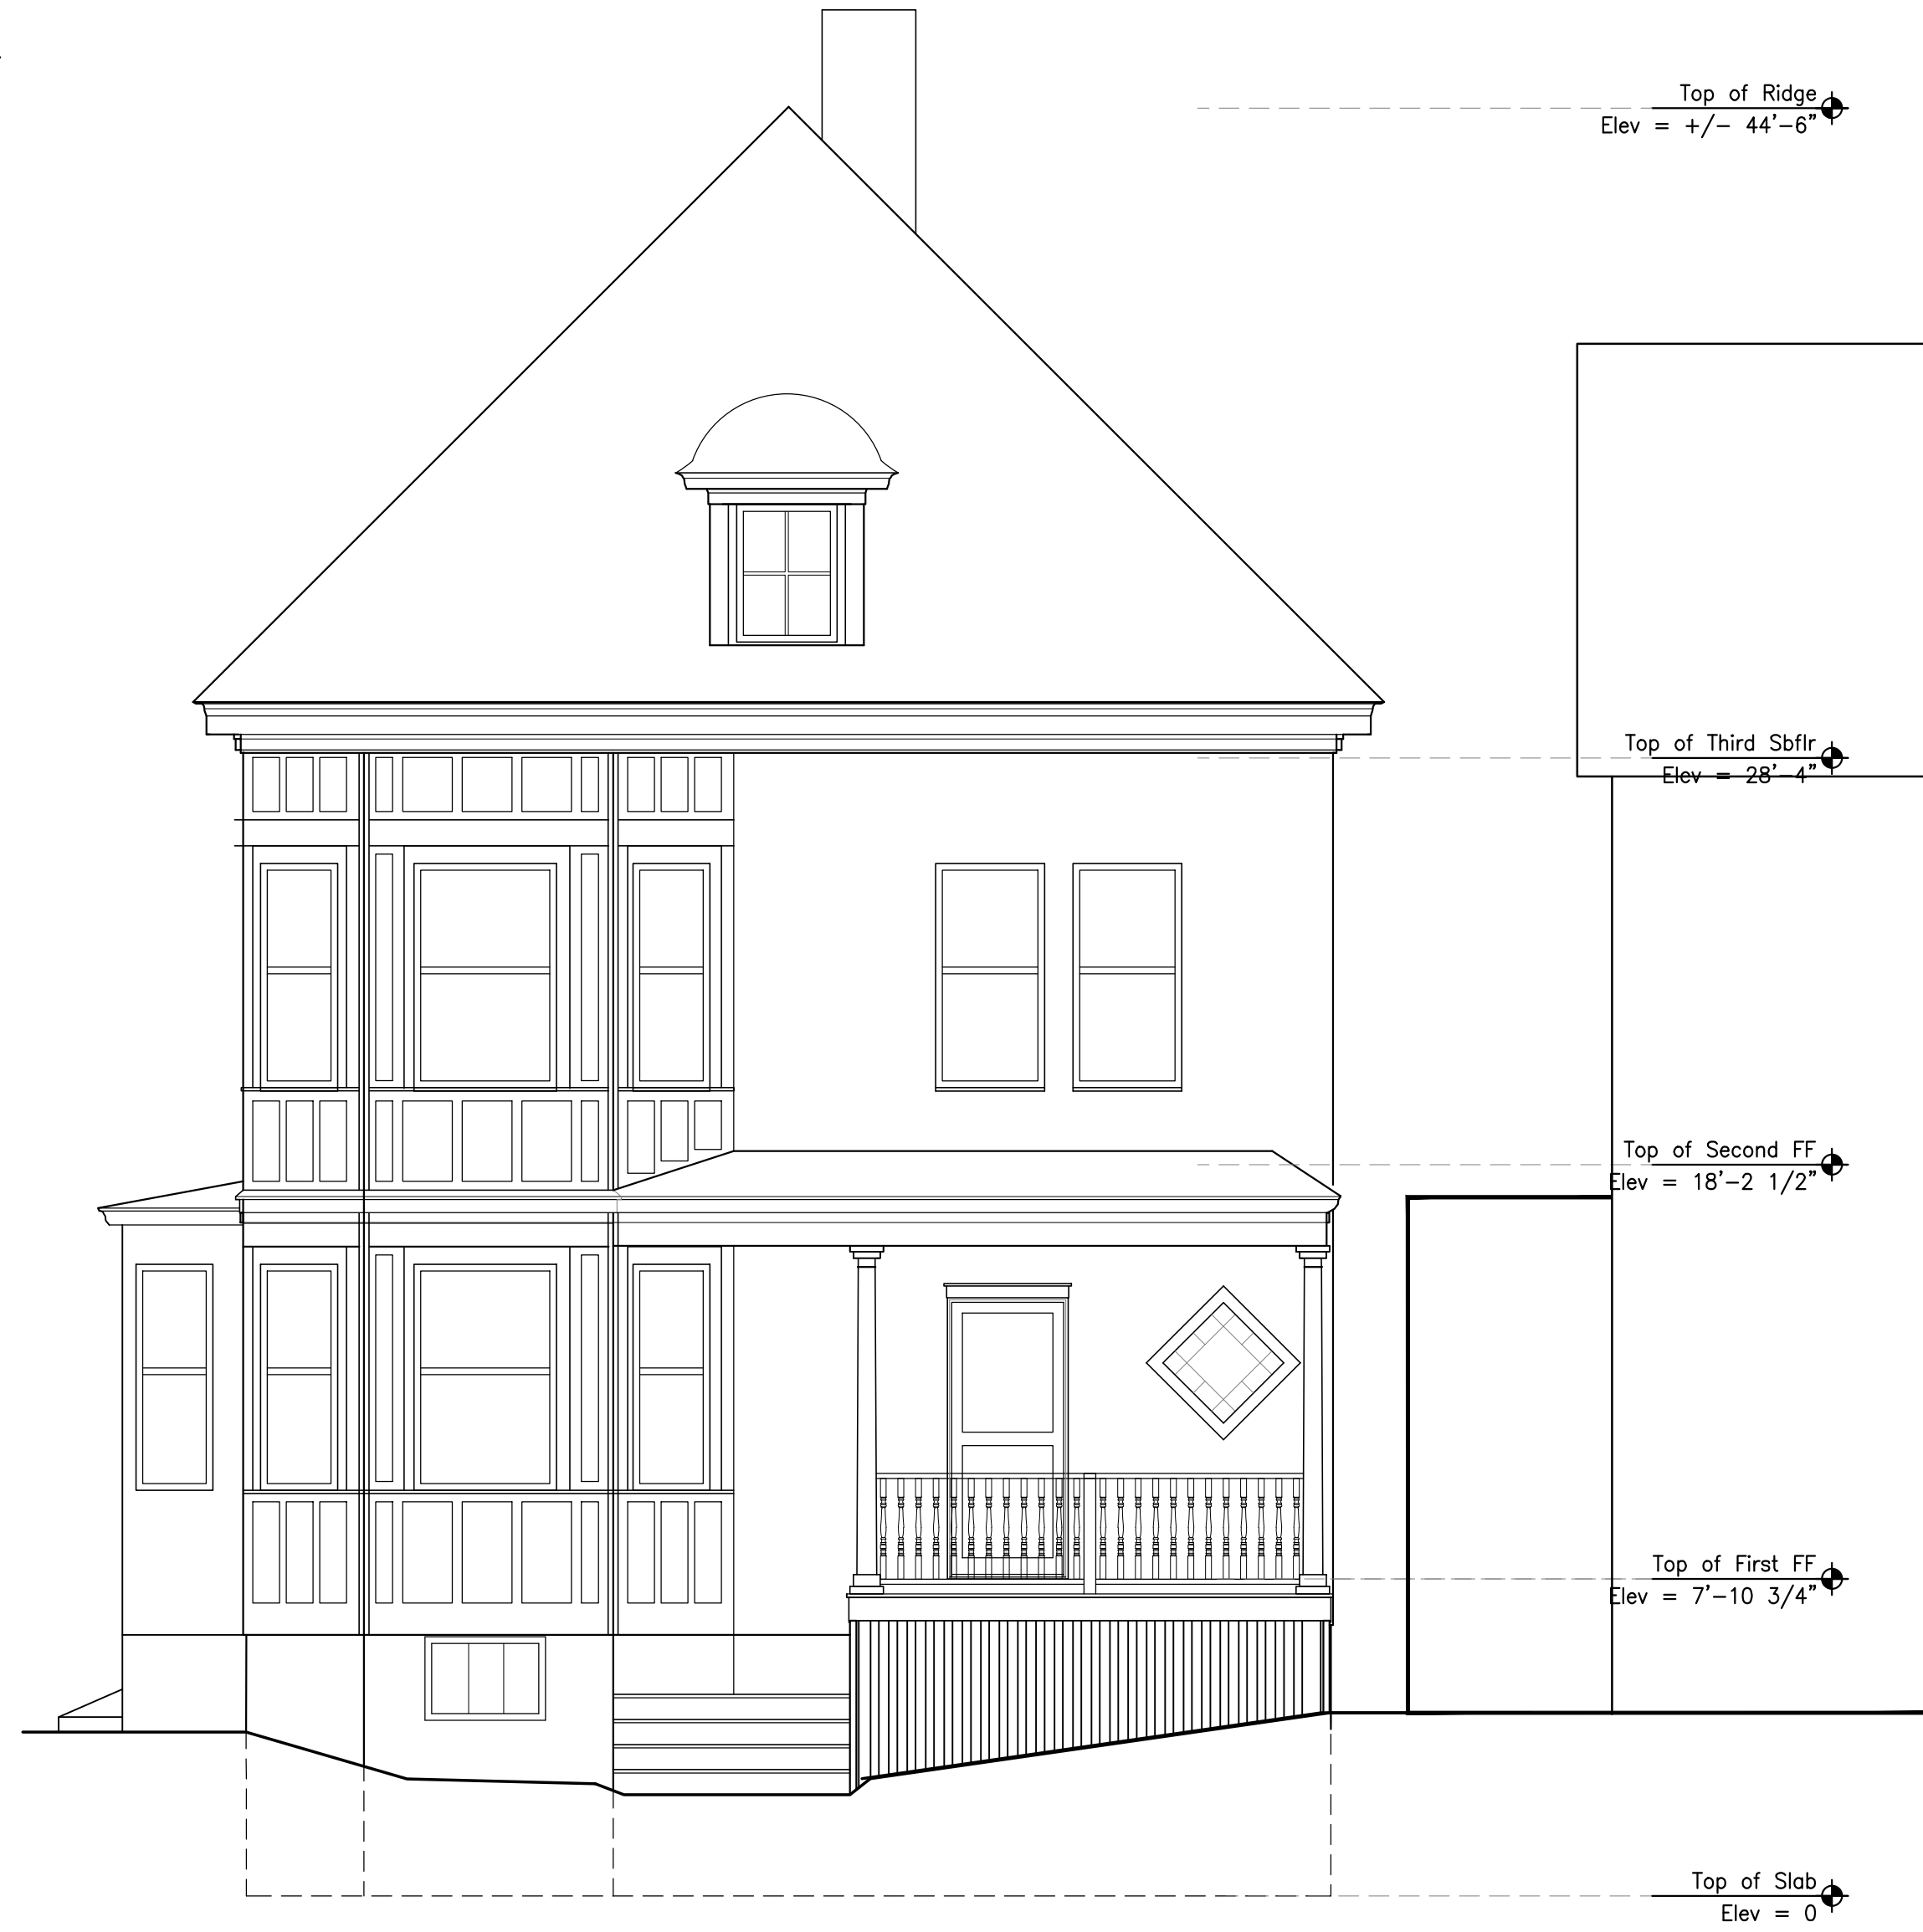 Top of Ridge
Elev = +/- 44'-6"
Top of Third Sbflr
Elev = 28'-4"
Top of Second FF
Elev = 18'-2 1/2"
Top of First FF
Elev = 7'-10 3/4"
Top of Slab
Elev = 0